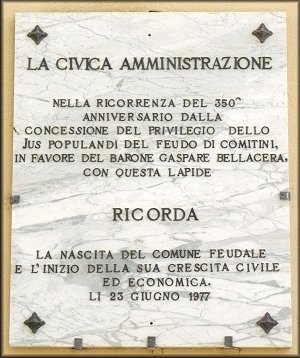 LA CIVICA AMMINISTRAZIONE
NELLA RICORRENZA DEL 350°
ANNIVERSARIO DALLA
CONCESSIONE DEL PRIVILEGIO DELLO
JUS POPULANDI DEL FEUDO DI COMITINI,
IN FAVORE DEL BARONE GASPARE BELLACERA,
CON QUESTA LAPIDE
RICORDA
LA NASCITA DEL COMUNE FEUDALE
E L'INIZIO DELLA SUA CRESCITA CIVILE
ED ECONOMICA.
LI 23 GIUGNO 1977